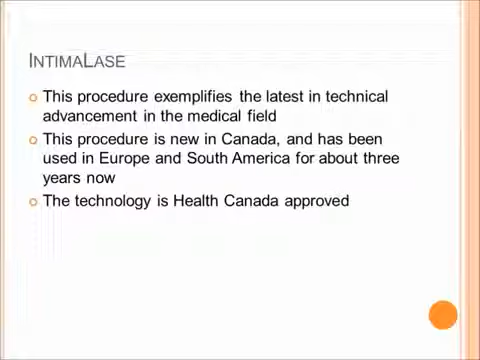 INTIMALASE
This procedure exemplifies the latest in technical
advancement in the medical field
This procedure is new in Canada, and has been
used in Europe and South America for about three
years now
The technology is Health Canada approved